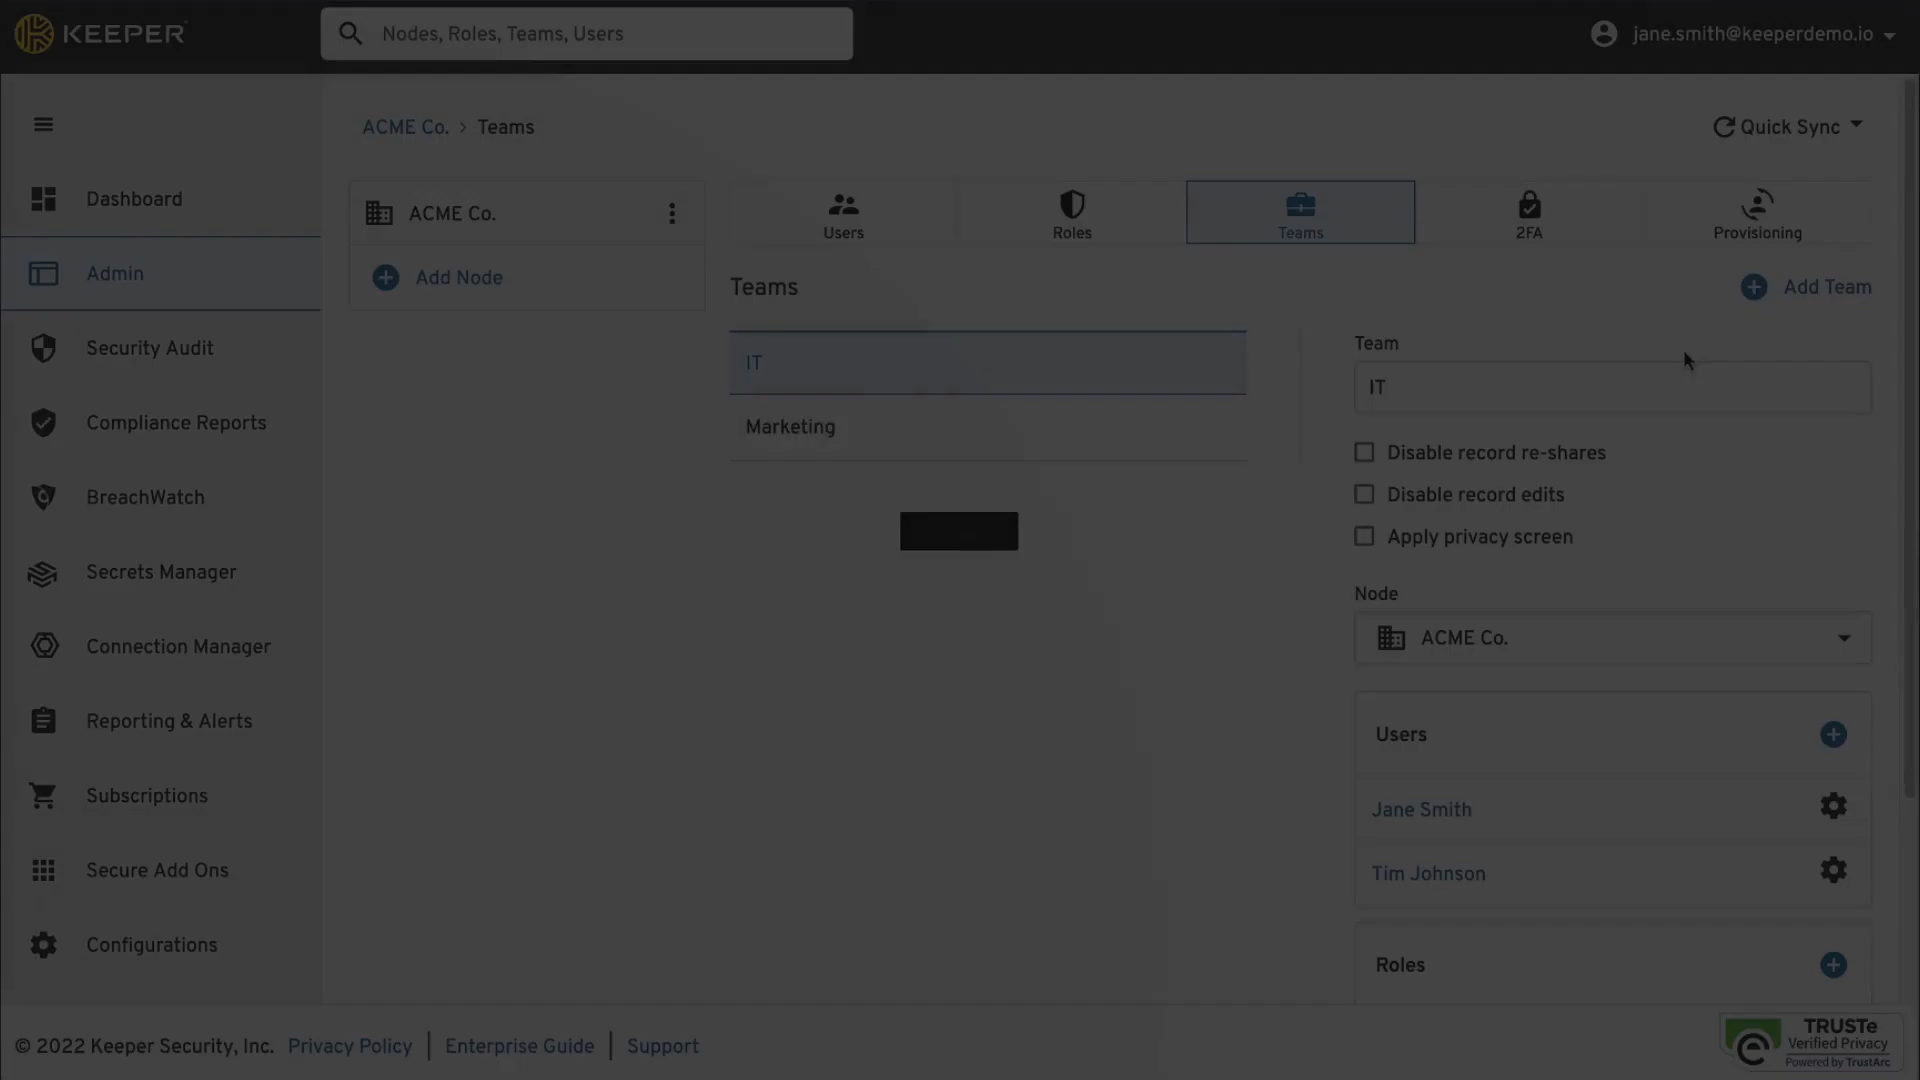 KEEPER
Nodes, Roles, Teams, Users
jane.smith@keeperdemo.io
ACME Co. > Teams
Quick Sync
Dashboard
Admin
Security Audit
Compliance Reports
BreachWatch
Secrets Manager
Connection Manager
Reporting & Alerts
Subscriptions
Secure Add Ons
Configurations
ACME Co.
Add Node
Users
Roles
Teams
2FA
Provisioning
Teams
Add Team
IT
Marketing
Team
IT
Disable record re-shares
Disable record edits
Apply privacy screen
Node
ACME Co.
Users
Jane Smith
Tim Johnson
Roles
© 2022 Keeper Security, Inc. Privacy Policy | Enterprise Guide | Support
TRUSTe
Verified Privacy
Powered by TrustArc